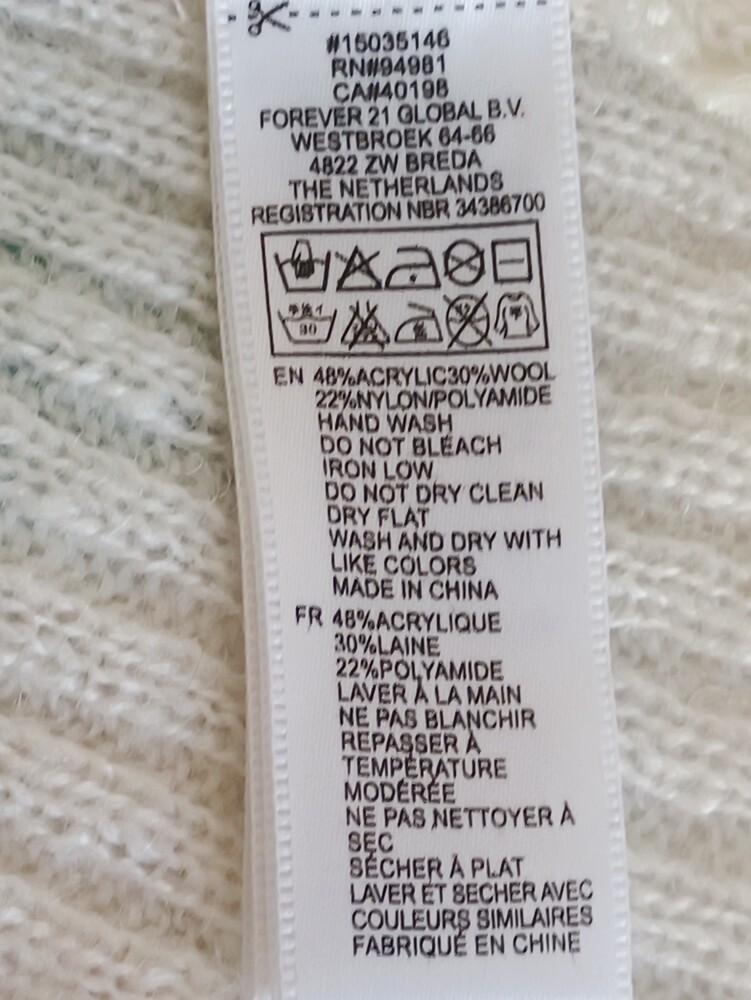 #15035146
RN#94981
CA#40198
FOREVER 21 GLOBAL B.V.
WESTBROEK 64-66
4822 ZW BREDA
THE NETHERLANDS
REGISTRATION NBR 34386700
30
EN 48%ACRYLIC30%WOOL
22%NYLON/POLYAMIDE
HAND WASH
DO NOT BLEACH
IRON LOW
DO NOT DRY CLEAN
DRY FLAT
WASH AND DRY WITH
LIKE COLORS
MADE IN CHINA
FR 48%ACRYLIQUE
30%LAINE
22%POLYAMIDE
LAVER À LA MAIN
NE PAS BLANCHIR
REPASSER À
TEMPÉRATURE
MODÉRÉE
NE PAS NETTOYER À
SEC
SÉCHER À PLAT
LAVER ET SECHER AVEC
COULEURS SIMILAIRES
FABRIQUÉ EN CHINE